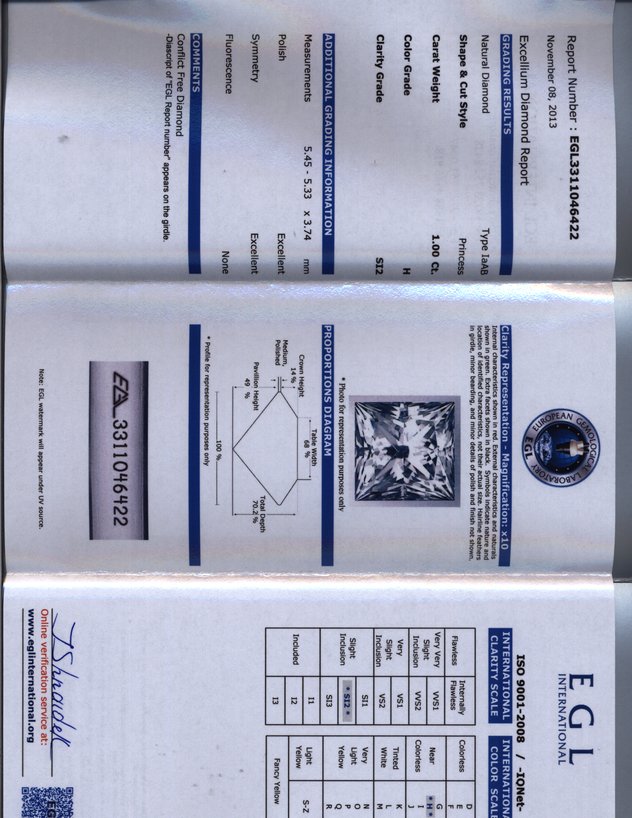 Report Number : EGL3311046422
November 08, 2013
Excellium Diamond Report
GRADING RESULTS
Natural Diamond Type IaAB
Shape & Cut Style Princess
Carat Weight 1.00 Ct.
Color Grade H
Clarity Grade SI2
ADDITIONAL GRADING INFORMATION
Measurements 5.45 - 5.33 x 3.74 mm
Polish Excellent
Symmetry Excellent
Fluorescence None
COMMENTS
Conflict Free Diamond
-Diascript of "EGL Report number" appears on the girdle.
EUROPEAN GEMOLOGICAL LABORATORY
EGL
Clarity Representation - Magnification: x10
Internal characteristics shown in red. External characteristics and naturals
shown in green. Extra facets shown in black. Symbols indicate nature and
location of identified characteristics, not their actual size. Hairline feathers
in girdle, minor bearding, and minor details of polish and finish not shown.
* Photo for representation purposes only
PROPORTIONS DIAGRAM
Crown Height
14 %
Table Width
68 %
Medium,
Polished
Total Depth
70.2 %
Pavillion Height
49 %
100 %
* Profile for representation purposes only
EGL 3311046422
Note: EGL watermark will appear under UV source.
EGL
INTERNATIONAL
ISO 9001-2008 / -IQNet-
INTERNATIONAL
CLARITY SCALE
Flawless
Internally
Flawless
Very Very
Slight
Inclusion
VVS1
VVS2
Very
Slight
Inclusion
VS1
VS2
Slight
Inclusion
SI1
* SI2 *
SI3
Included
I1
I2
I3
COLOR SCALE
Colorless
D
E
F
Near
Colorless
G
*H*
I
J
Tinted
White
K
L
M
Very
Light
Yellow
N
O
P
Q
R
Light
Yellow
S-Z
Fancy Yellow
Online verification service at:
www.eglinternational.org